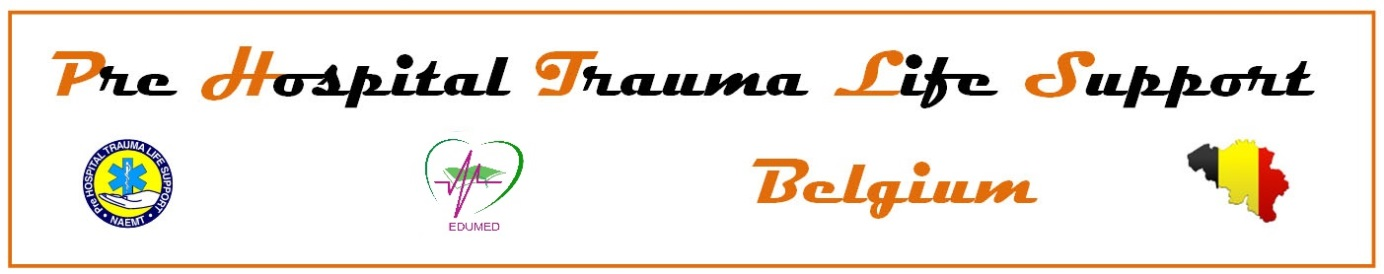 Pre Hospital Trauma Life Support
Pre HOSPITAL TRAUMA LIFE SUPPORT
• NAEMT •
EDUMED
Belgium